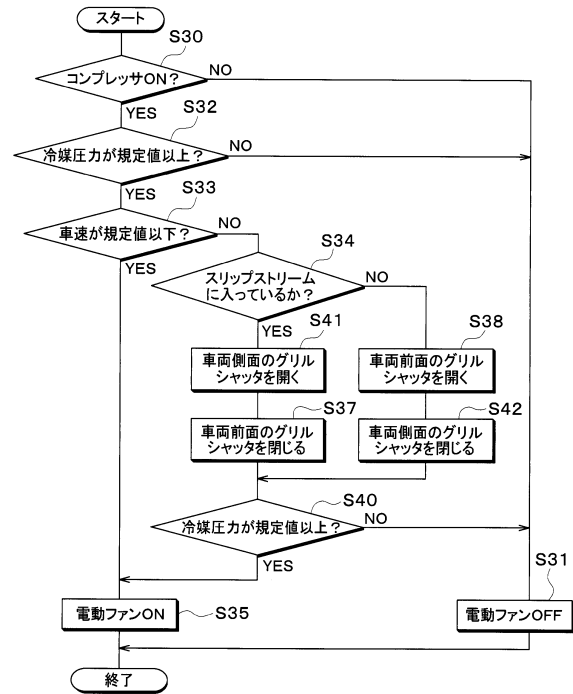 スタート
S30
コンプレッサON？
NO
YES
S32
冷媒圧力が規定値以上？
NO
YES
S33
車速が規定値以下？
NO
YES
S34
スリップストリーム
に入っているか？
NO
YES
S41
車両側面のグリル
シャッタを開く
S38
車両前面のグリル
シャッタを開く
S37
車両前面のグリル
シャッタを閉じる
S42
車両側面のグリル
シャッタを閉じる
S40
冷媒圧力が規定値以上？
NO
YES
電動ファンON
S35
S31
電動ファンOFF
終了